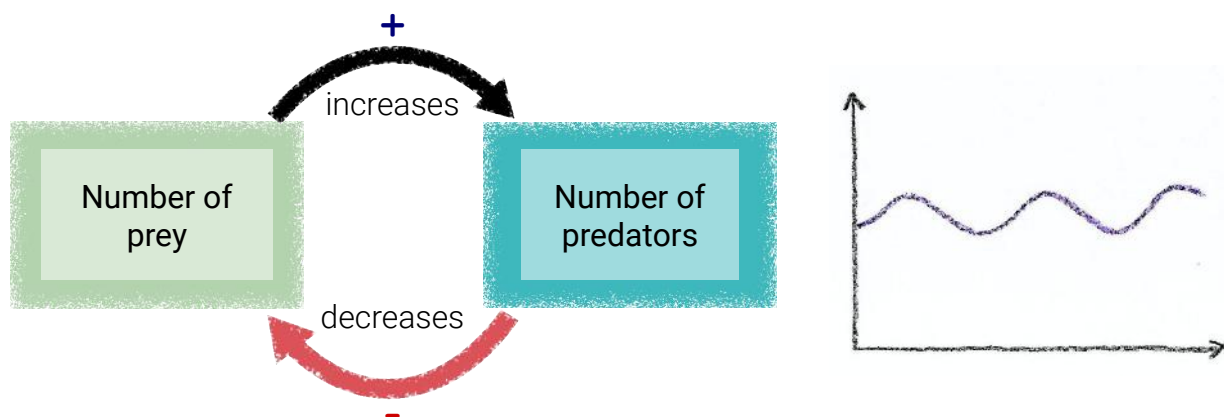 +
increases
Number of
prey
Number of
predators
decreases
-